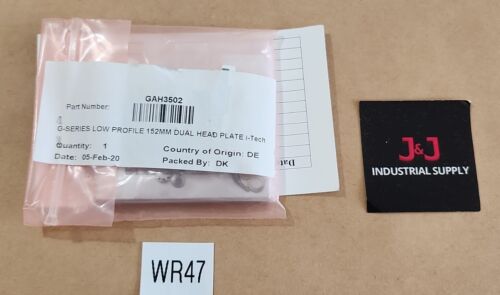 Part Number:
GAH3502
G-SERIES LOW PROFILE 152MM DUAL HEAD PLATE i-Tech
Quantity: 1
Country of Origin: DE
Date: 05-Feb-20
Packed By: DK
J&J
INDUSTRIAL SUPPLY
WR47